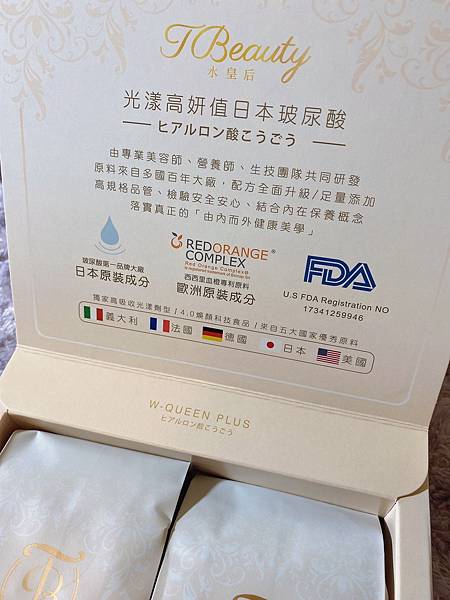 TBeauty
水皇后
光漾高妍值日本玻尿酸
ヒアルロン酸こうごう
由專業美容師、營養師、生技團隊共同研發
原料來自多國百年大廠，配方全面升級/足量添加
高規格品管、檢驗安全安心、結合內在保養概念
落實真正的「由內而外健康美學」
玻尿酸第一品牌大廠
日本原裝成分
REDORANGE®
COMPLEX
Red Orange Complex®
is registered trademark of Bionap Srl
西西里血橙專利原料
歐洲原裝成分
FDA
U.S FDA Registration NO
17341259946
獨家高吸收光漾劑型/4.0煥顏科技食品/來自五大國家優秀原料
義大利 法國 德國 日本 美國
W-QUEEN PLUS
ヒアルロン酸こうごう